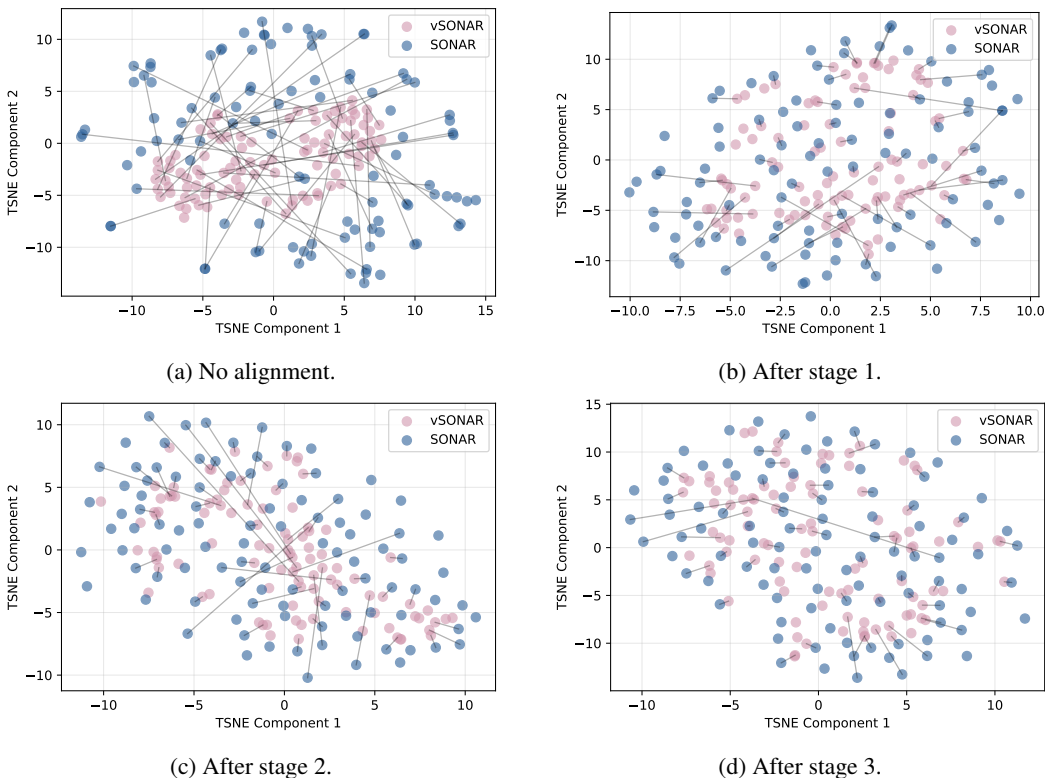 vSONAR
SONAR
TSNE Component 2
10
5
0
−5
−10
−10
−5
0
5
10
15
TSNE Component 1
(a) No alignment.
vSONAR
SONAR
TSNE Component 2
10
5
0
−5
−10
−10.0
−7.5
−5.0
−2.5
0.0
2.5
5.0
7.5
10.0
TSNE Component 1
(b) After stage 1.
vSONAR
SONAR
TSNE Component 2
10
5
0
−5
−10
−10
−5
0
5
10
TSNE Component 1
(c) After stage 2.
vSONAR
SONAR
TSNE Component 2
15
10
5
0
−5
−10
−10
−5
0
5
10
TSNE Component 1
(d) After stage 3.